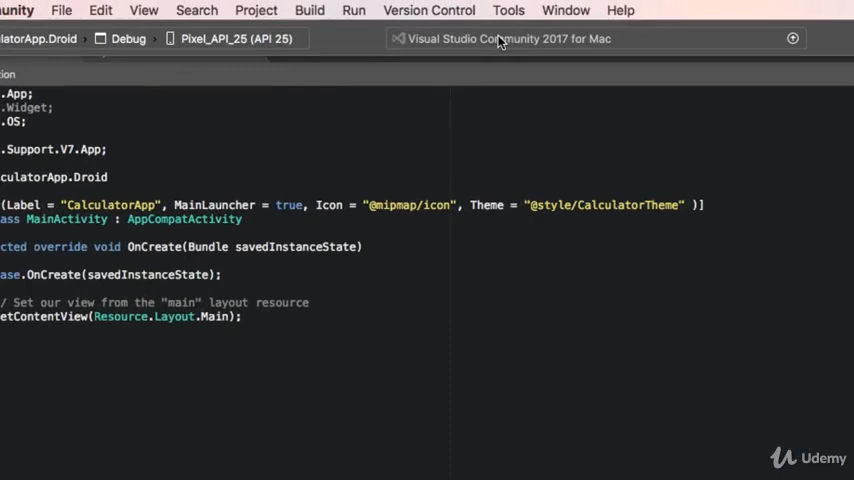 munity File Edit View Search Project Build Run Version Control Tools Window Help
latorApp.Droid Debug Pixel_API_25 (API 25) Visual Studio Community 2017 for Mac
tion
.App;
.Widget;
.OS;
.Support.V7.App;
culatorApp.Droid
(Label = "CalculatorApp", MainLauncher = true, Icon = "@mipmap/icon", Theme = "@style/CalculatorTheme" )]
ass MainActivity : AppCompatActivity
cted override void OnCreate(Bundle savedInstanceState)
ase.OnCreate(savedInstanceState);
/ Set our view from the "main" layout resource
etContentView(Resource.Layout.Main);
Udemy